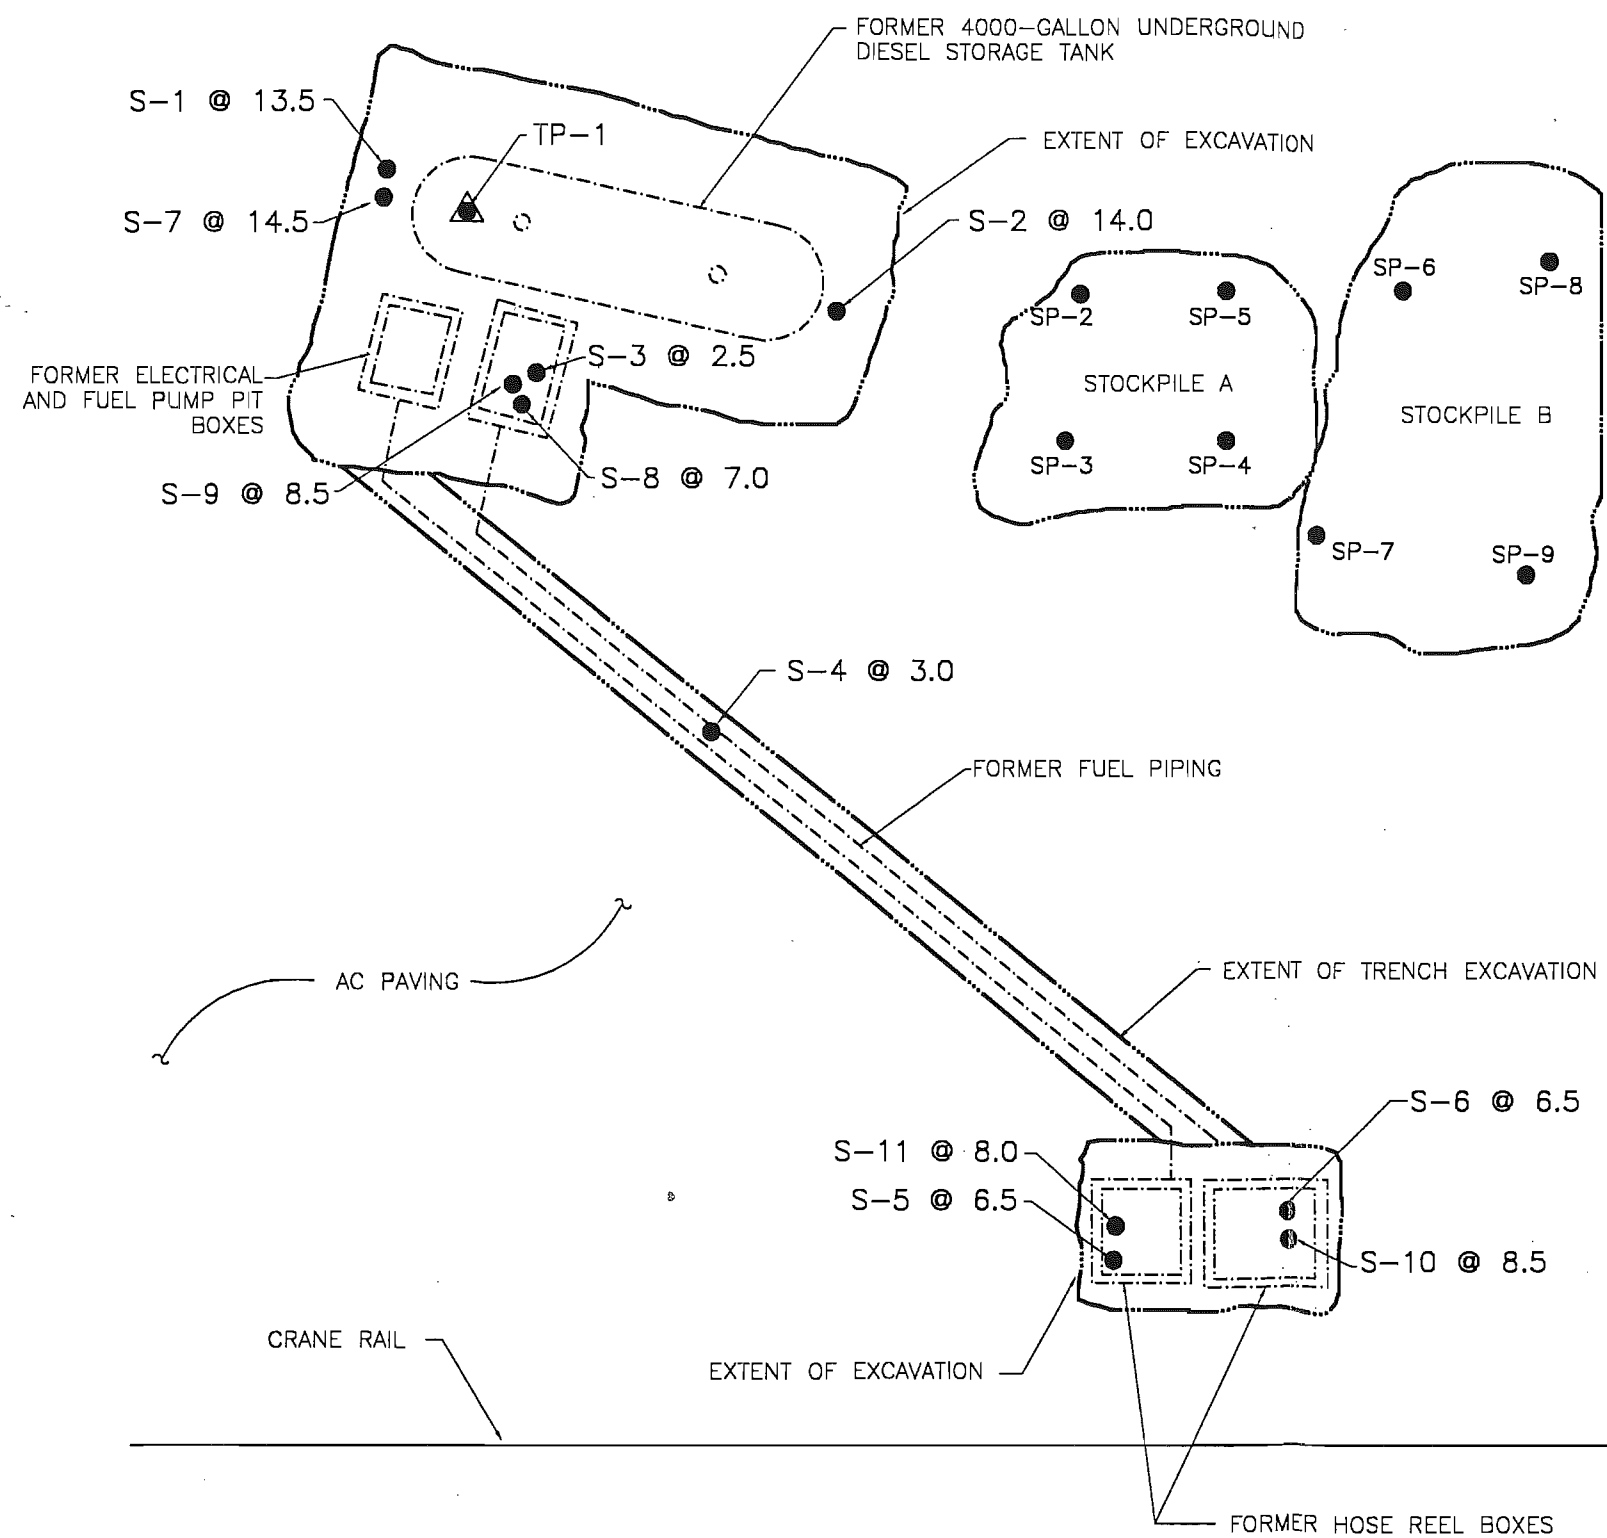 FORMER 4000-GALLON UNDERGROUND
DIESEL STORAGE TANK
S-1 @ 13.5
TP-1
EXTENT OF EXCAVATION
S-7 @ 14.5
S-2 @ 14.0
SP-6
SP-8
SP-2
SP-5
S-3 @ 2.5
FORMER ELECTRICAL
AND FUEL PUMP PIT
BOXES
STOCKPILE A
STOCKPILE B
SP-3
SP-4
S-9 @ 8.5
S-8 @ 7.0
SP-7
SP-9
S-4 @ 3.0
FORMER FUEL PIPING
AC PAVING
EXTENT OF TRENCH EXCAVATION
S-6 @ 6.5
S-11 @ 8.0
S-5 @ 6.5
S-10 @ 8.5
CRANE RAIL
EXTENT OF EXCAVATION
FORMER HOSE REEL BOXES